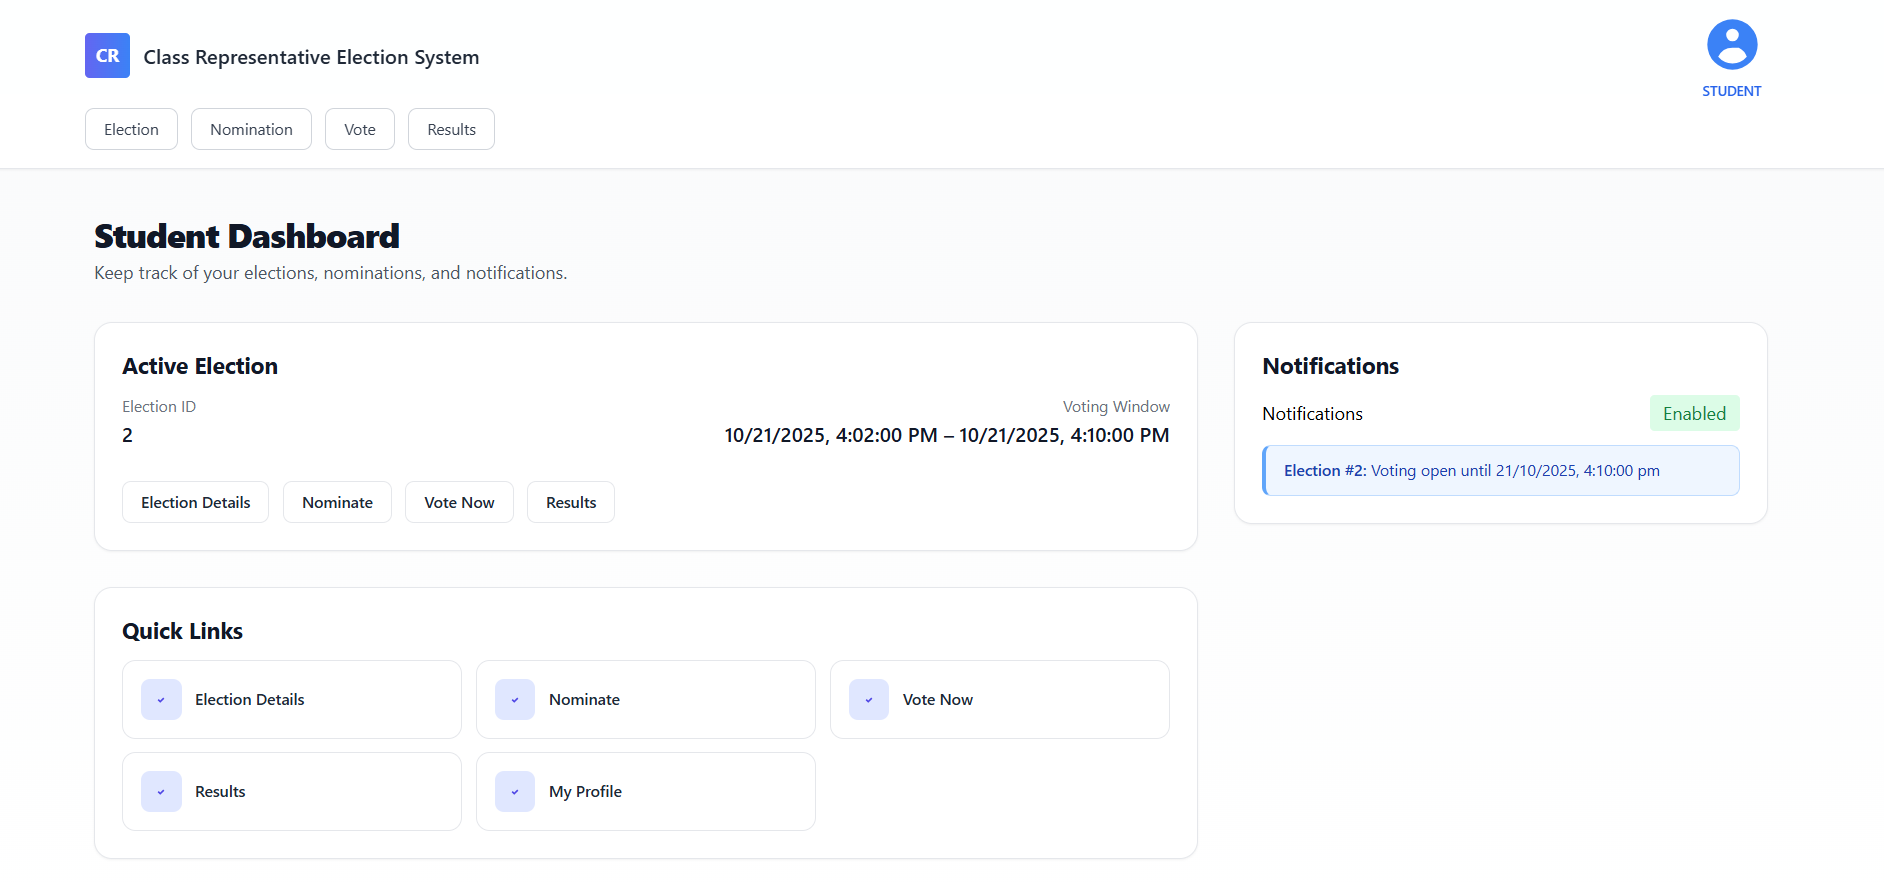 CR
Class Representative Election System
STUDENT
Election
Nomination
Vote
Results
Student Dashboard
Keep track of your elections, nominations, and notifications.
Active Election
Election ID
2
Voting Window
10/21/2025, 4:02:00 PM – 10/21/2025, 4:10:00 PM
Election Details
Nominate
Vote Now
Results
Notifications
Notifications
Enabled
Election #2: Voting open until 21/10/2025, 4:10:00 pm
Quick Links
Election Details
Nominate
Vote Now
Results
My Profile